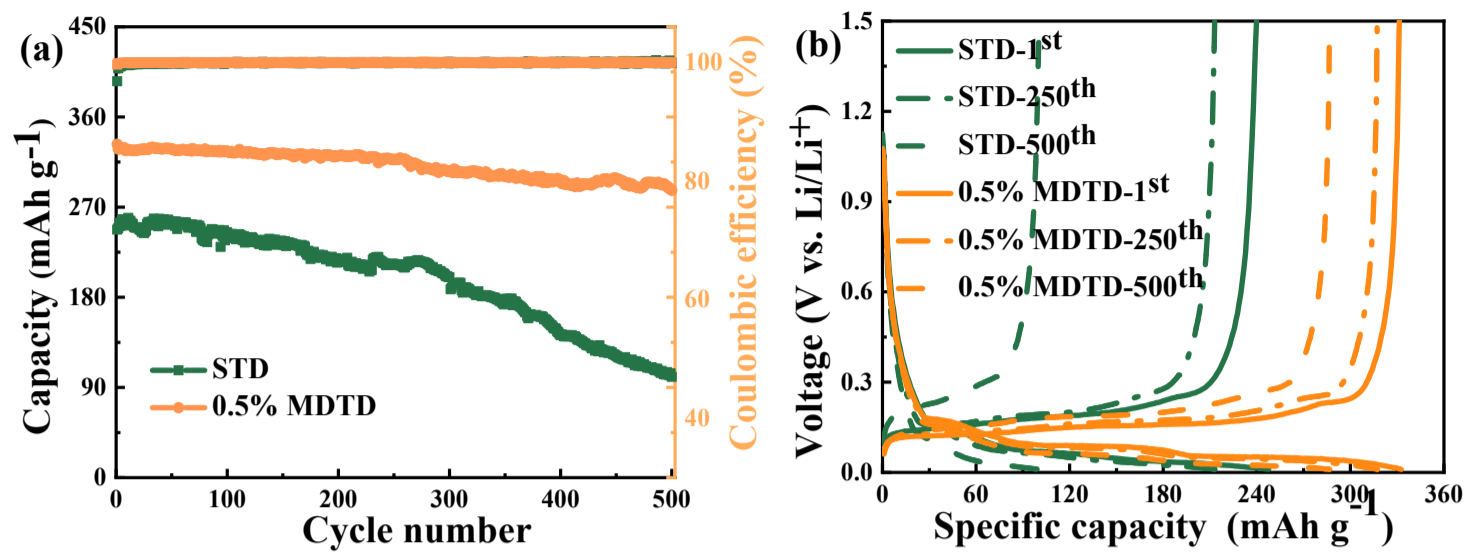 (a)
Capacity (mAh g-1)
450
360
270
180
90
0
STD
0.5% MDTD
0 100 200 300 400 500
Cycle number
100
80
60
40
Coulombic efficiency (%)
(b)
Voltage (V vs. Li/Li+)
1.5
1.2
0.9
0.6
0.3
0.0
STD-1st
STD-250th
STD-500th
0.5% MDTD-1st
0.5% MDTD-250th
0.5% MDTD-500th
0 60 120 180 240 300 360
Specific capacity (mAh g-1)